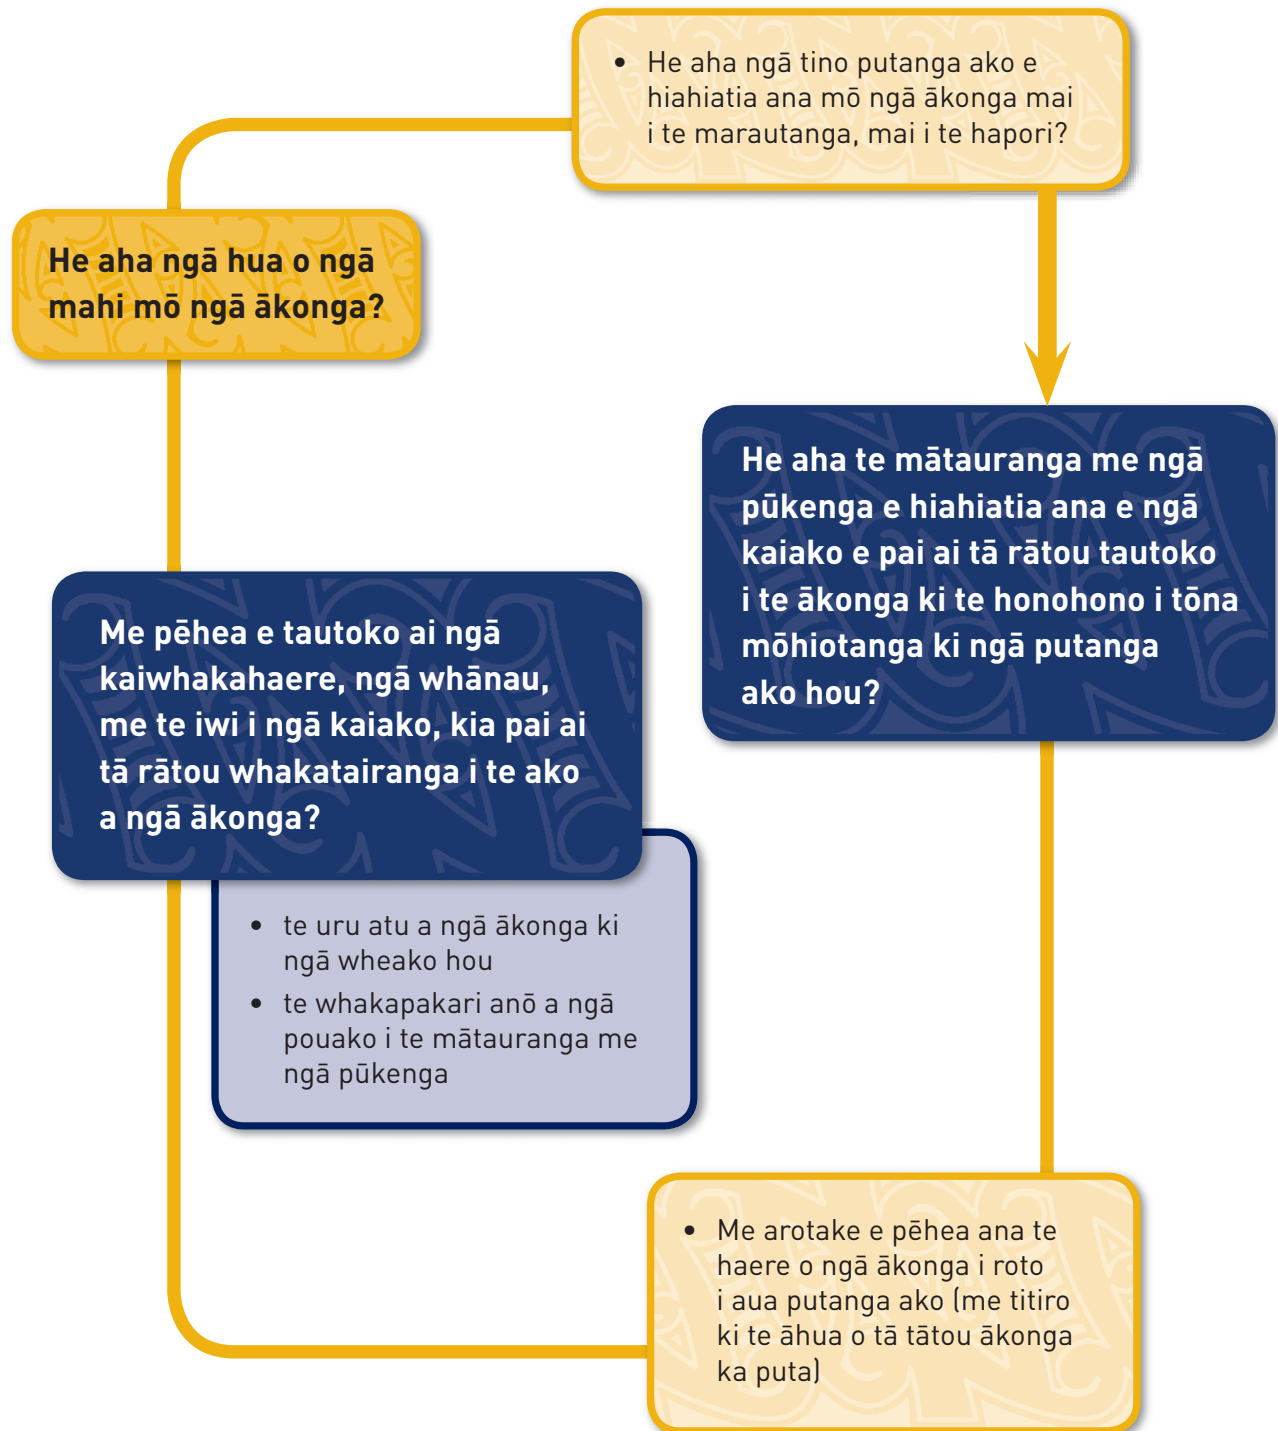 • He aha ngā tino putanga ako e
hiahiatia ana mō ngā ākonga mai
i te marautanga, mai i te hapori?
He aha ngā hua o ngā
mahi mō ngā ākonga?
He aha te mātauranga me ngā
pūkenga e hiahiatia ana e ngā
kaiako e pai ai tā rātou tautoko
i te ākonga ki te honohono i tōna
mōhiotanga ki ngā putanga
ako hou?
Me pēhea e tautoko ai ngā
kaiwhakahaere, ngā whānau,
me te iwi i ngā kaiako, kia pai ai
tā rātou whakatairanga i te ako
a ngā ākonga?
• te uru atu a ngā ākonga ki
ngā wheako hou
• te whakapakari anō a ngā
pouako i te mātauranga me
ngā pūkenga
• Me arotake e pēhea ana te
haere o ngā ākonga i roto
i aua putanga ako (me titiro
ki te āhua o tā tātou ākonga
ka puta)